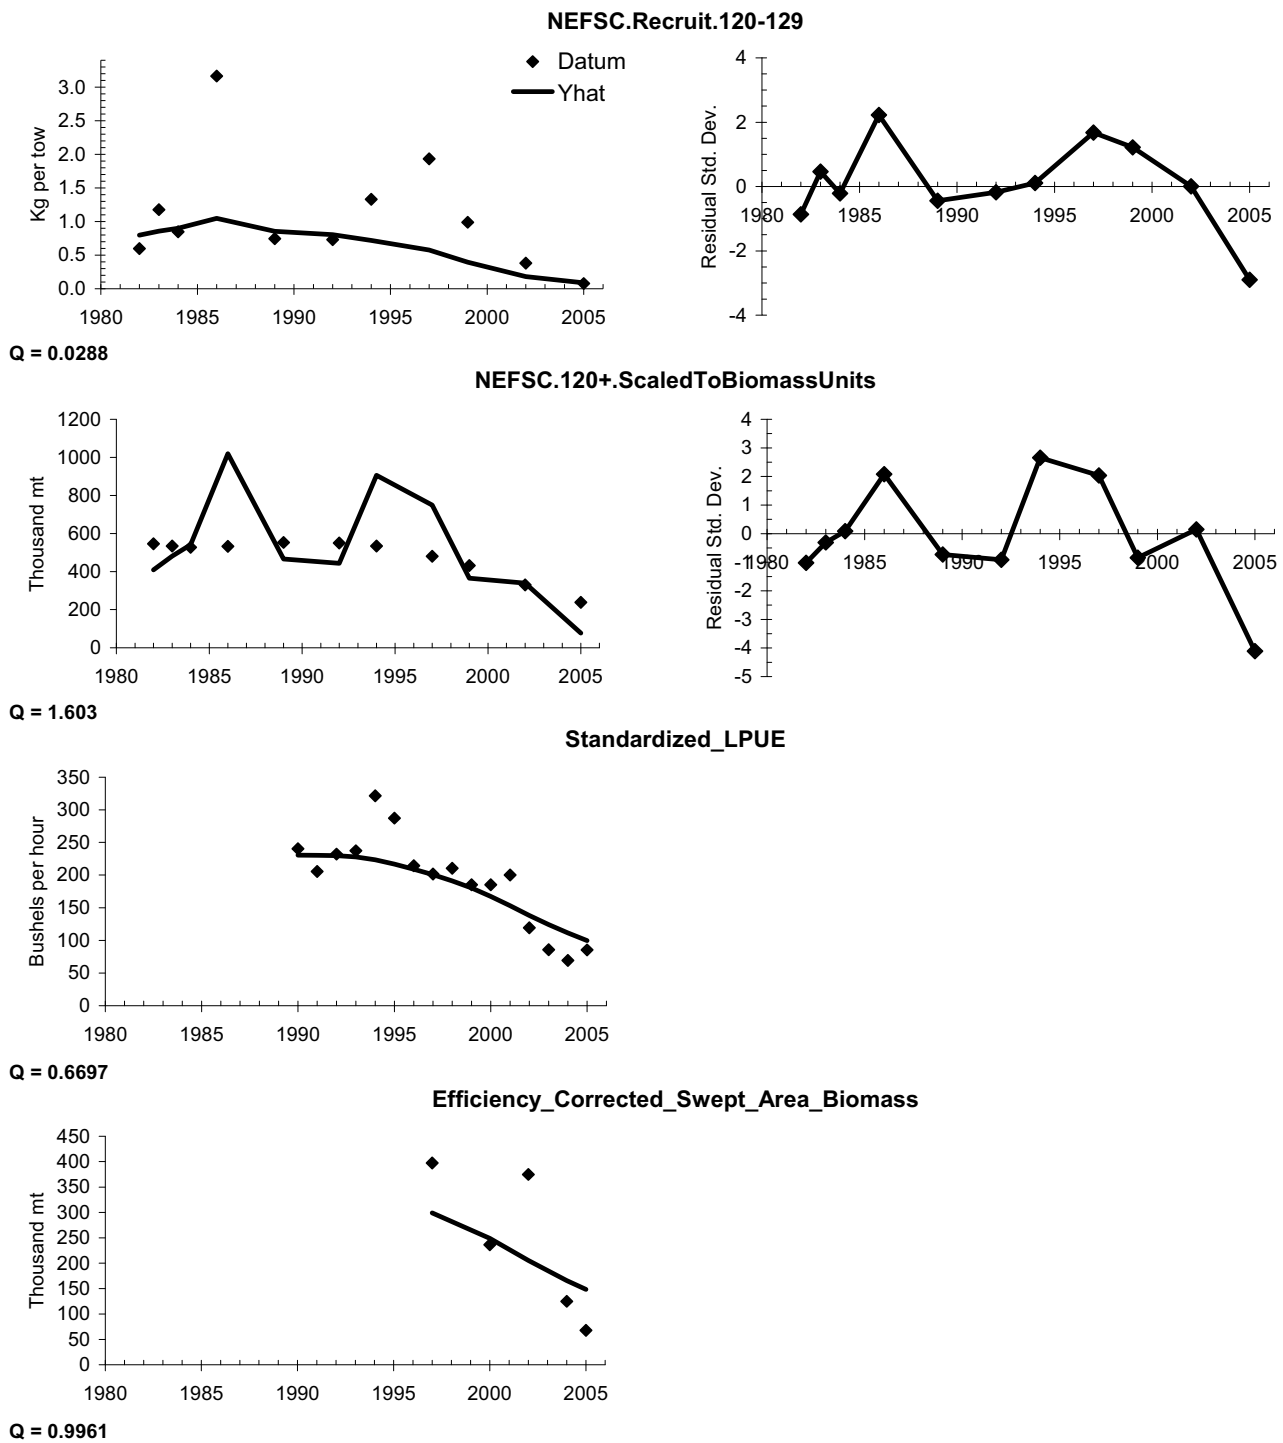 NEFSC.Recruit.120-129
Datum
Yhat
Kg per tow
3.0
2.5
2.0
1.5
1.0
0.5
0.0
1980 1985 1990 1995 2000 2005
Residual Std. Dev.
4
2
0
-2
-4
1980 1985 1990 1995 2000 2005
Q = 0.0288
NEFSC.120+.ScaledToBiomassUnits
Thousand mt
1200
1000
800
600
400
200
0
1980 1985 1990 1995 2000 2005
Residual Std. Dev.
4
3
2
1
0
-1
-2
-3
-4
-5
1980 1985 1990 1995 2000 2005
Q = 1.603
Standardized_LPUE
Bushels per hour
350
300
250
200
150
100
50
0
1980 1985 1990 1995 2000 2005
Q = 0.6697
Efficiency_Corrected_Swept_Area_Biomass
Thousand mt
450
400
350
300
250
200
150
100
50
0
1980 1985 1990 1995 2000 2005
Q = 0.9961